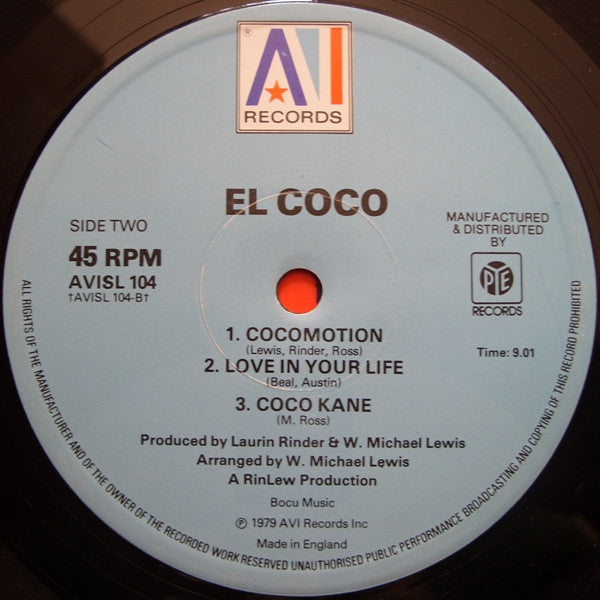 ®
AVI
RECORDS
EL COCO
SIDE TWO
45 RPM
AVISL 104
†AVISL 104-B†
MANUFACTURED
& DISTRIBUTED
BY
PYE
RECORDS
Time: 9.01
1. COCOMOTION
(Lewis, Rinder, Ross)
2. LOVE IN YOUR LIFE
(Beal, Austin)
3. COCO KANE
(M. Ross)
Produced by Laurin Rinder & W. Michael Lewis
Arranged by W. Michael Lewis
A RinLew Production
Bocu Music
℗ 1979 AVI Records Inc
Made in England
ALL RIGHTS OF THE MANUFACTURER AND OF THE OWNER OF THE RECORDED WORK RESERVED UNAUTHORISED PUBLIC PERFORMANCE BROADCASTING AND COPYING OF THIS RECORD PROHIBITED